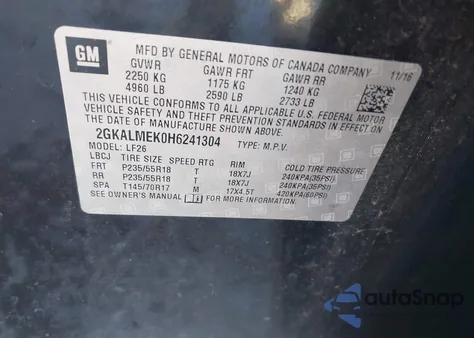 GM
MFD BY GENERAL MOTORS OF CANADA COMPANY
GVWR GAWR FRT GAWR RR 11/16
2250 KG 1175 KG 1240 KG
4960 LB 2590 LB 2733 LB
THIS VEHICLE CONFORMS TO ALL APPLICABLE U.S. FEDERAL MOTOR
VEHICLE SAFETY, BUMPER, AND THEFT PREVENTION STANDARDS IN
EFFECT ON THE DATE OF MANUFACTURE SHOWN ABOVE.
2GKALMEK0H6241304 TYPE: M.P.V.
MODEL: LF26
LBCJ TIRE SIZE SPEED RTG RIM COLD TIRE PRESSURE
FRT P235/55R18 T 18X7J 240KPA(35PSI)
RR P235/55R18 T 18X7J 240KPA(35PSI)
SPA T145/70R17 M 17X4.5T 420KPA(60PSI)
SEE OWNER'S MANUAL FOR MORE INFORMATION.
autoSnap